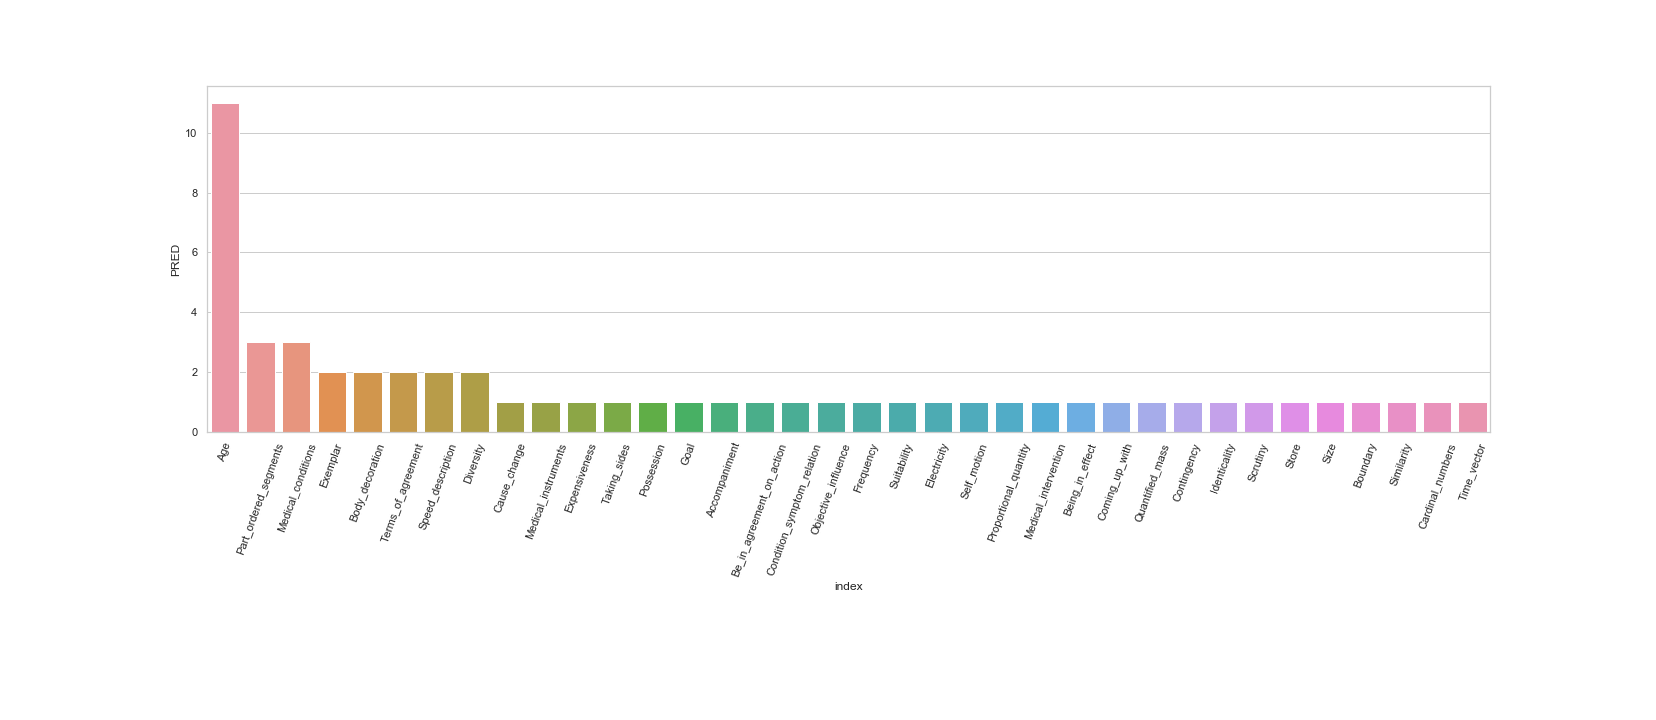 PRED
10
8
6
4
2
0
Age
Part_ordered_segments
Medical_conditions
Exemplar
Body_decoration
Terms_of_agreement
Speed_description
Diversity
Cause_change
Medical_instruments
Expensiveness
Taking_sides
Possession
Goal
Accompaniment
Be_in_agreement_on_action
Condition_symptom_relation
Objective_influence
Frequency
Suitability
Electricity
Self_motion
Proportional_quantity
Medical_intervention
Being_in_effect
Coming_up_with
Quantified_mass
Contingency
Identicality
Scrutiny
Store
Size
Boundary
Similarity
Cardinal_numbers
Time_vector
index